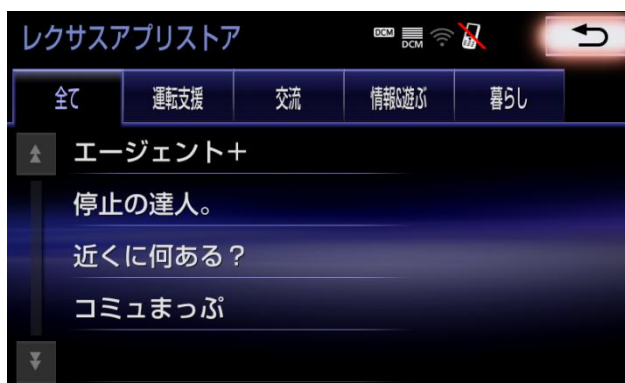 レクサスアプリストア DCM DCM
全て 運転支援 交流 情報&遊ぶ 暮らし
エージェント+
停止の達人。
近くに何ある？
コミュまっぷ